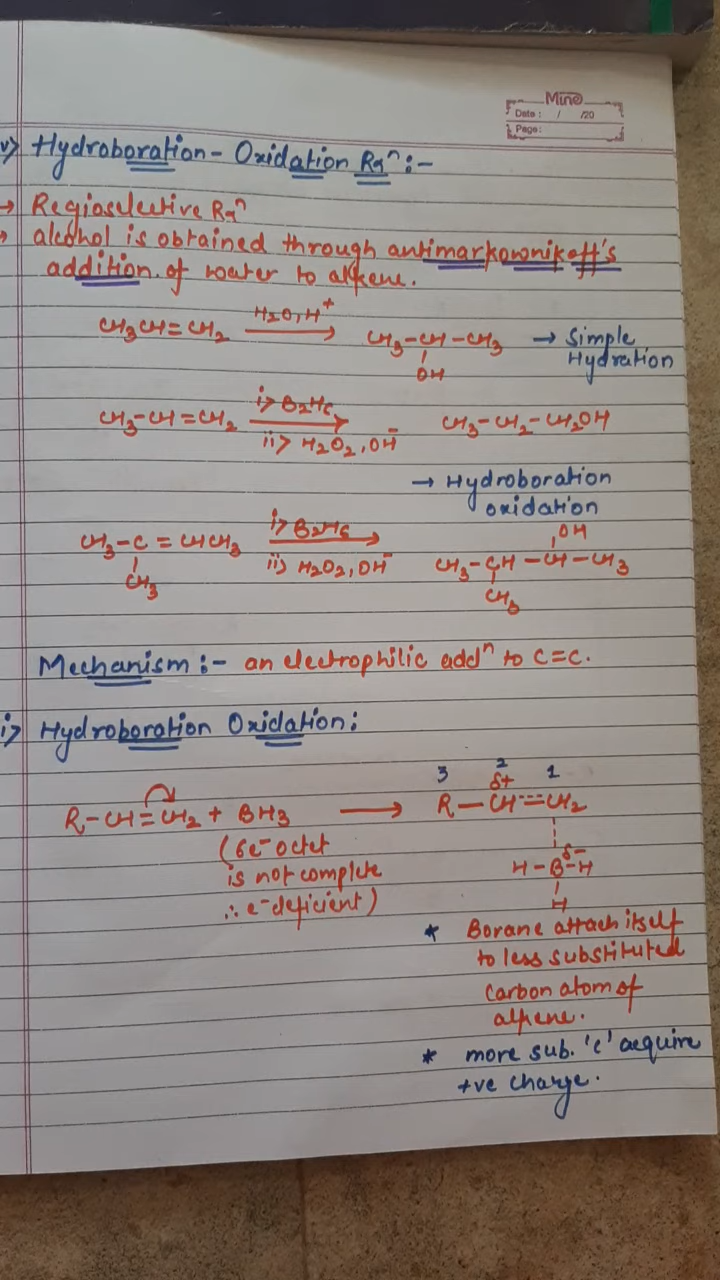 Mine
Date : / /20
Page:
v) Hydroboration - Oxidation Rxⁿ :-
→ Regioselective Rxⁿ
→ alcohol is obtained through antimarkownikoff's
addition of water to alkene.
CH₃CH=CH₂ H₂O, H⁺ → CH₃-CH-CH₃ → Simple
OH Hydration
CH₃-CH=CH₂ i) B₂H₆ ii) H₂O₂, OH⁻ → CH₃-CH₂-CH₂OH
→ Hydroboration
oxidation
OH
CH₃-C=CHCH₃ i) B₂H₆ ii) H₂O₂, OH⁻ → CH₃-CH-CH-CH₃
CH₃ CH₃
Mechanism :- an electrophilic addⁿ to C=C.
i) Hydroboration Oxidation :
3 2 1
δ+
R-CH=CH₂ + BH₃ → R-CH=CH₂
(6e⁻ octet δ-
is not complete H-B-H
∴ e⁻deficient) H
* Borane attach itself
to less substituted
carbon atom of
alkene.
* more sub. 'c' acquire
+ve charge.